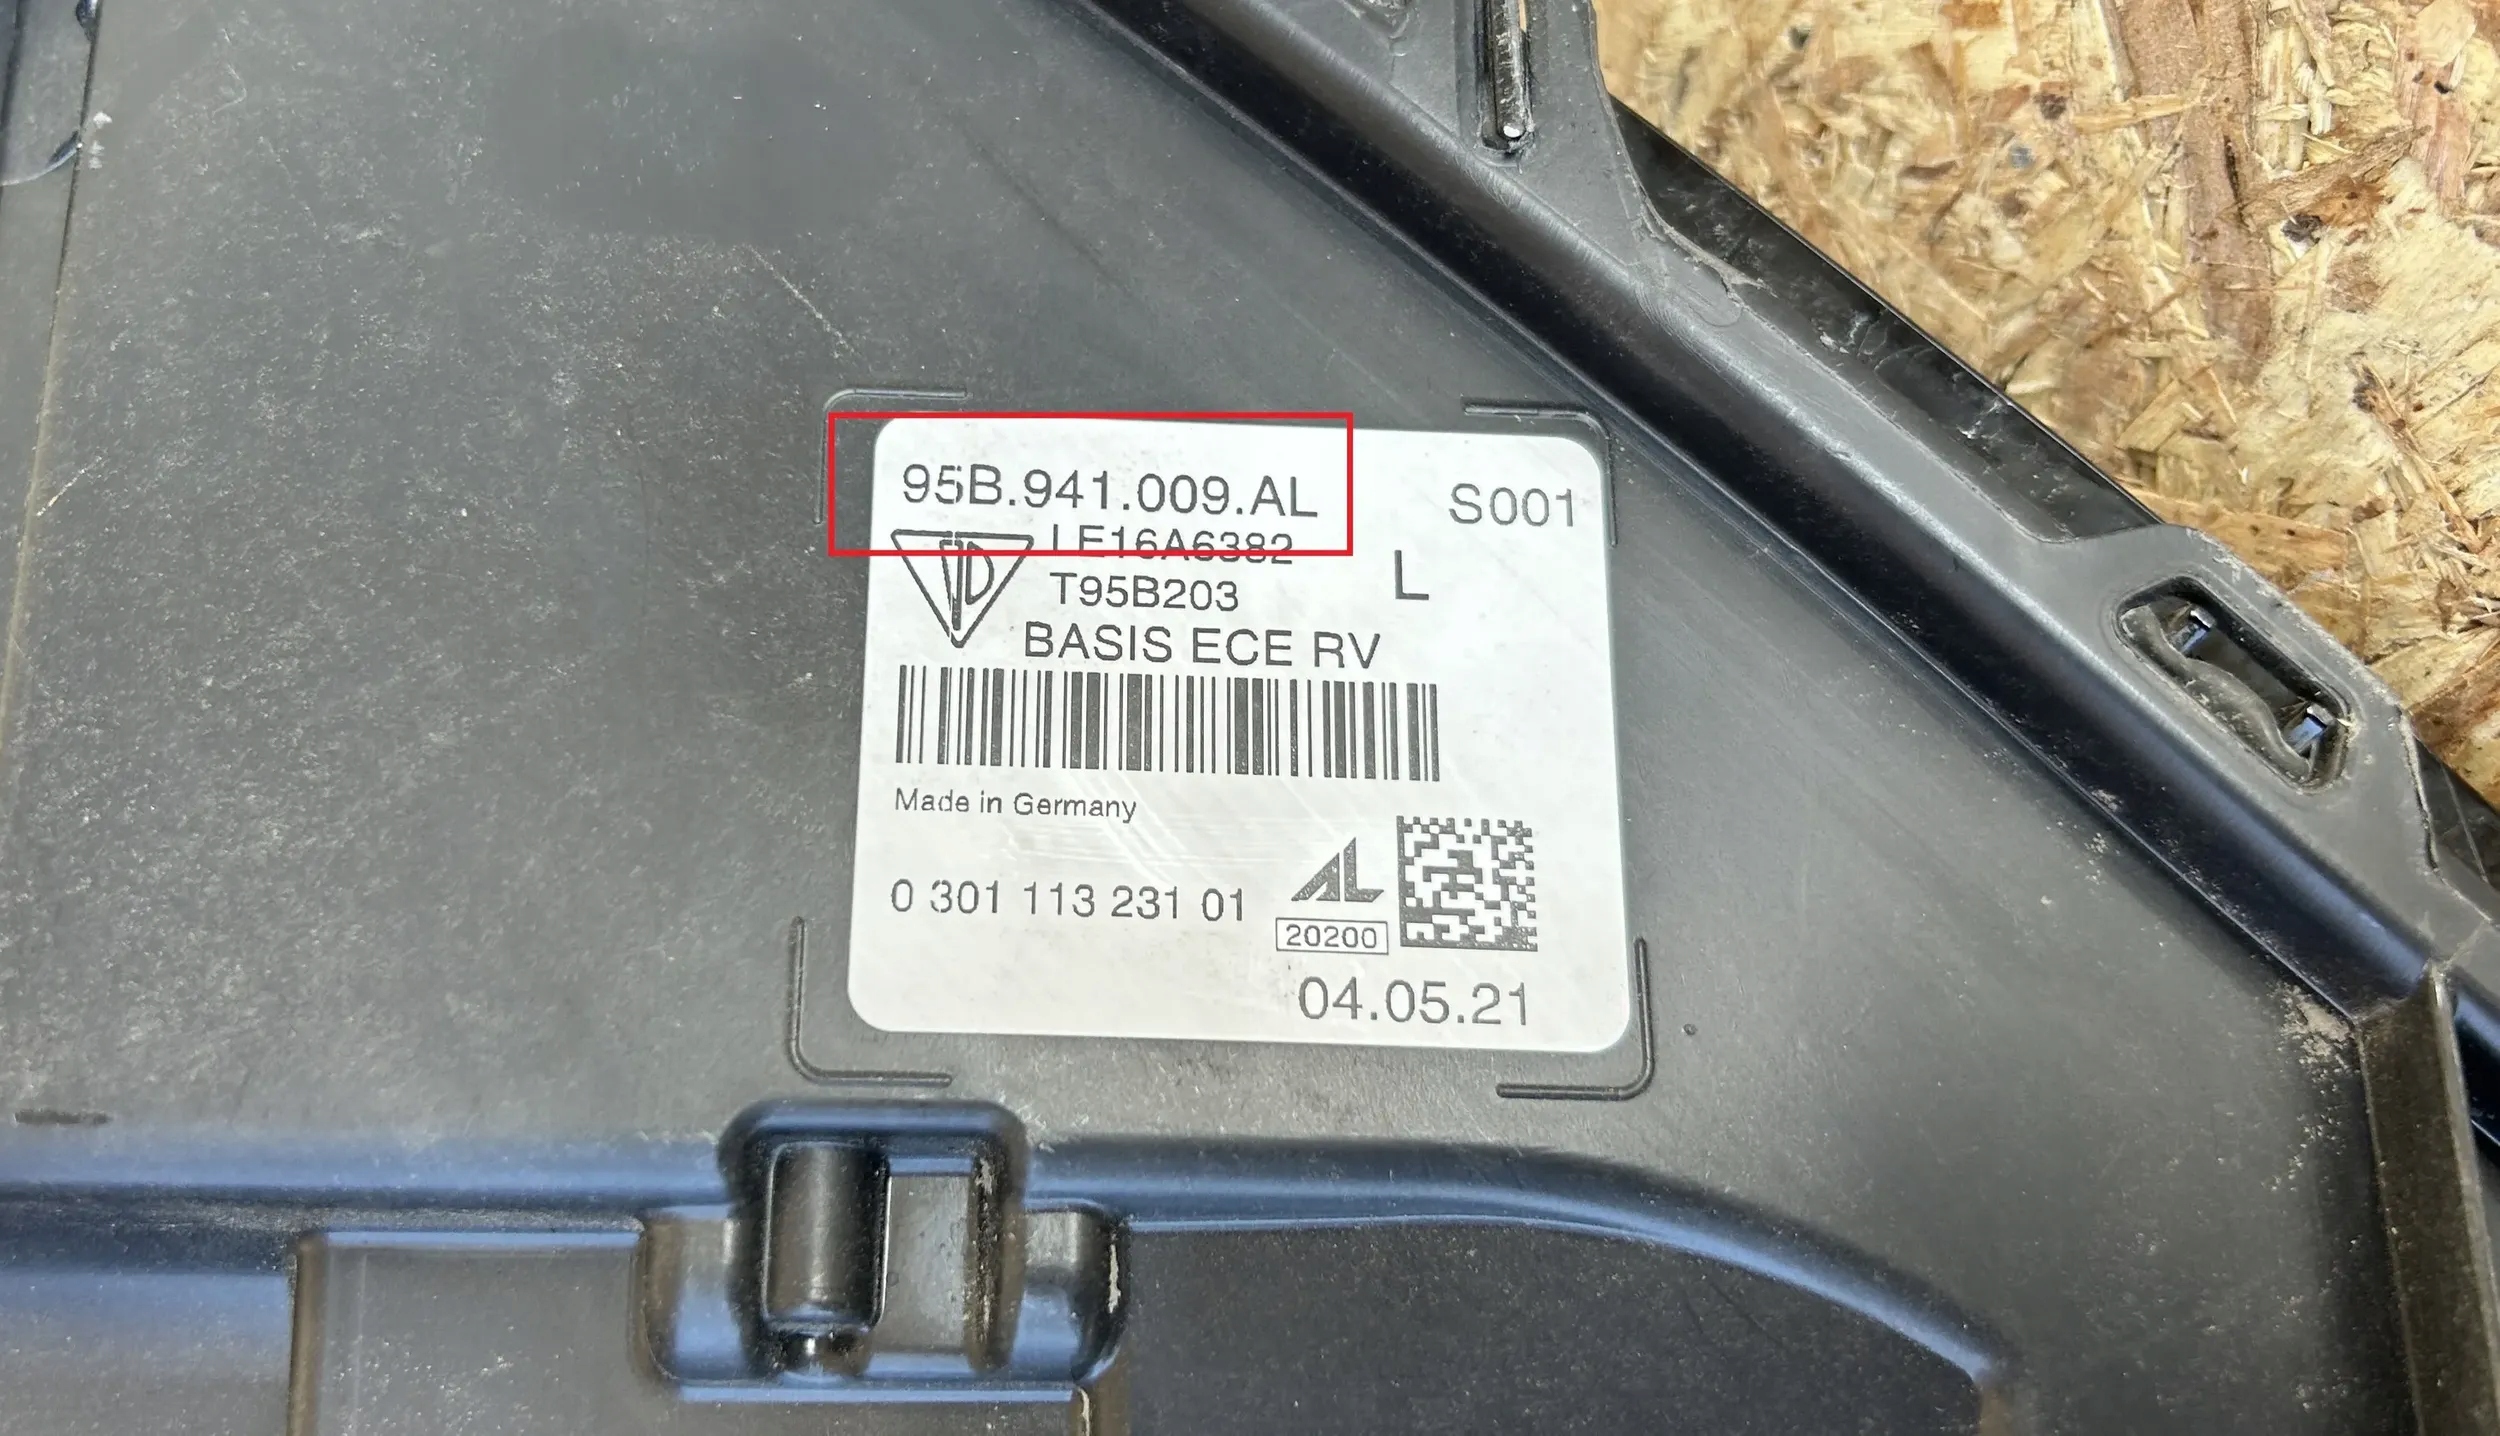 95B.941.009.AL S001
LE16A6382
T95B203 L
BASIS ECE RV
Made in Germany
0 301 113 231 01 AL
20200
04.05.21